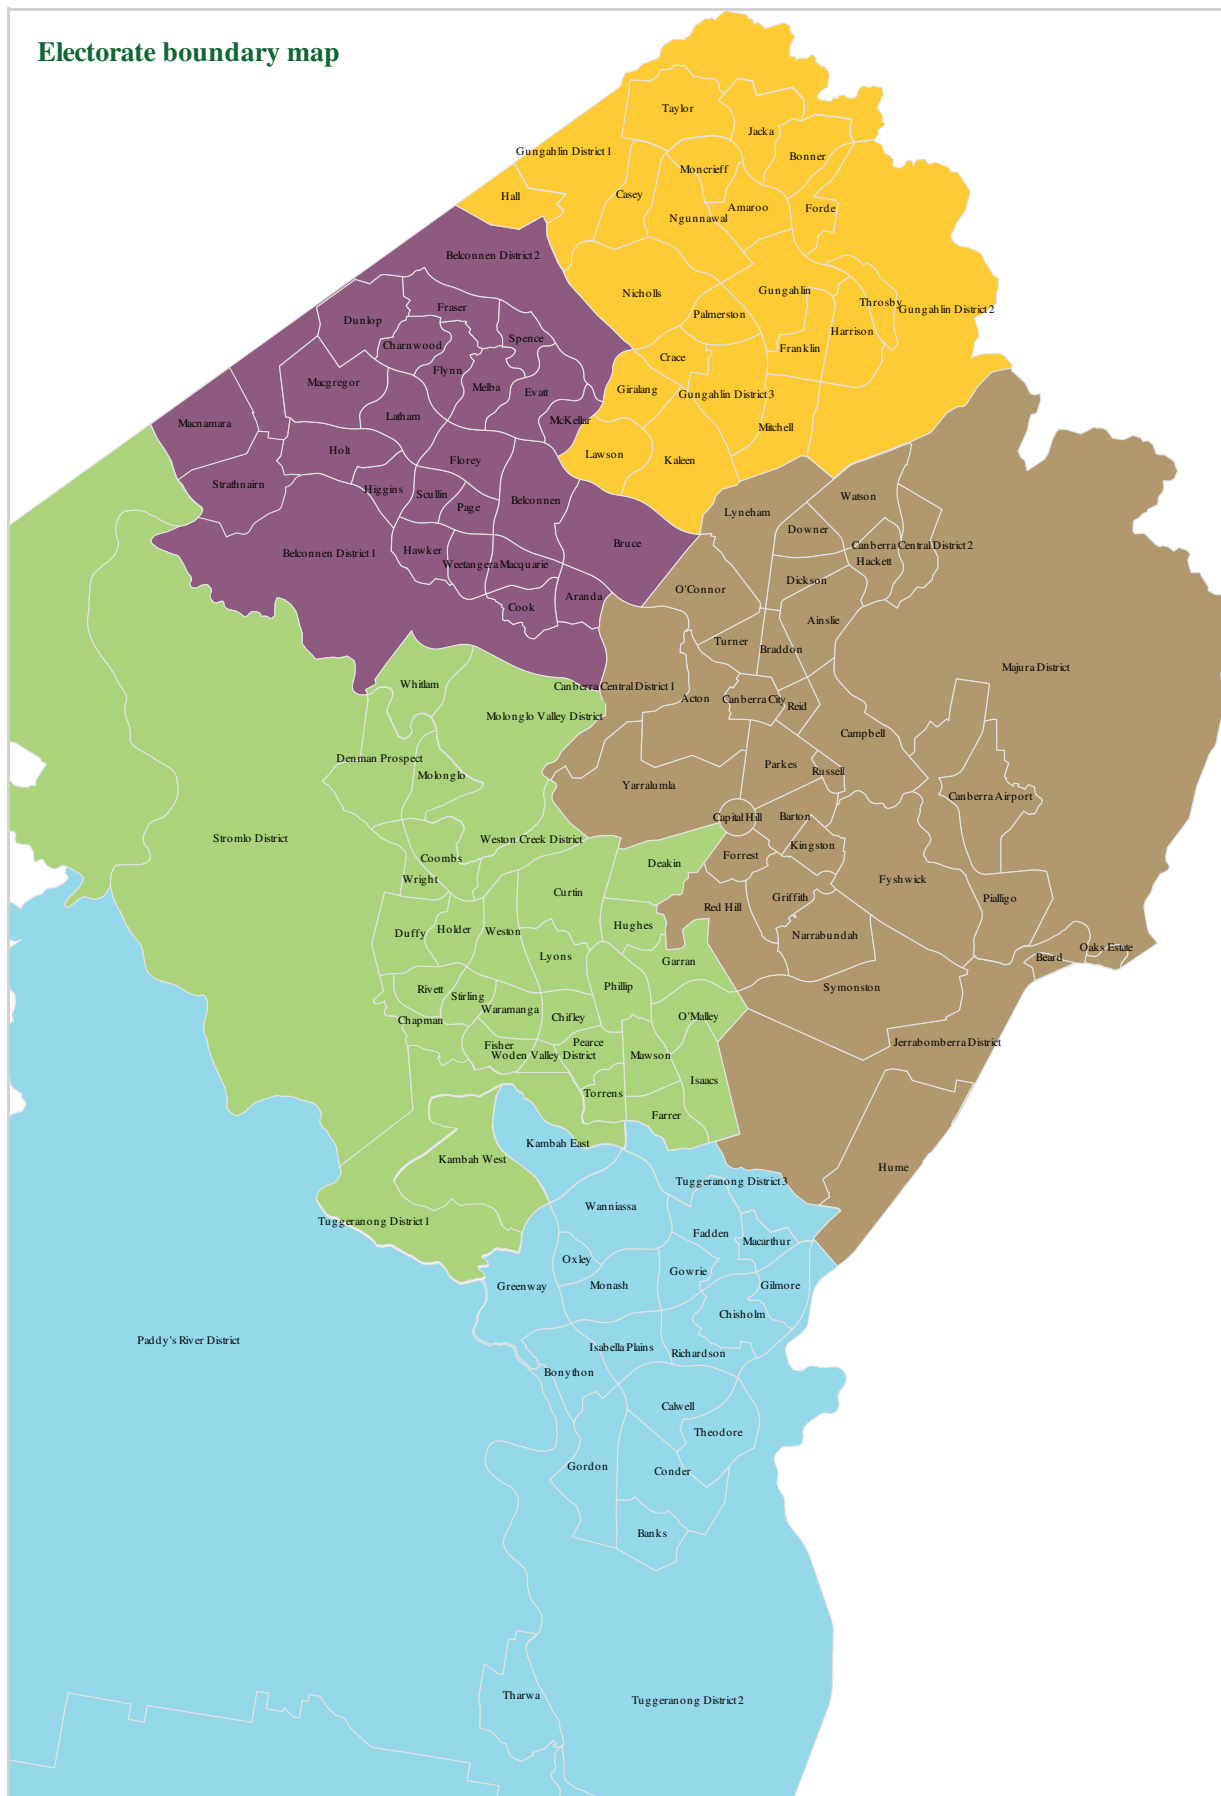 Electorate boundary map
Taylor
Jacka
Gungahlin District 1
Bonner
Moncrieff
Hall
Casey
Amaroo
Forde
Ngunnawal
Belconnen District 2
Nicholls
Gungahlin
Throsby
Gungahlin District 2
Fraser
Palmerston
Dunlop
Harrison
Spence
Charnwood
Franklin
Crace
Flynn
Macgregor
Melba
Evatt
Giralang
Gungahlin District 3
Latham
McKellar
Macnamara
Mitchell
Holt
Lawson
Florey
Kaleen
Strathnairn
Higgins
Scullin
Page
Belconnen
Watson
Lyneham
Downer
Bruce
Canberra Central District 2
Belconnen District 1
Hawker
Weetangera
Macquarie
Hackett
Dickson
O'Connor
Aranda
Cook
Ainslie
Turner
Braddon
Majura District
Whitlam
Canberra Central District 1
Acton
Canberra City
Reid
Molonglo Valley District
Campbell
Denman Prospect
Parkes
Russell
Molonglo
Yarralumla
Canberra Airport
Capital Hill
Barton
Stromlo District
Weston Creek District
Kingston
Coombs
Forrest
Deakin
Wright
Fyshwick
Curtin
Griffith
Pialligo
Red Hill
Hughes
Duffy
Holder
Weston
Narrabundah
Oaks Estate
Lyons
Beard
Garran
Rivett
Phillip
Symonston
Stirling
Waramanga
Chifley
O'Malley
Chapman
Fisher
Pearce
Jerrabomberra District
Woden Valley District
Mawson
Isaacs
Torrens
Farrer
Kambah East
Kambah West
Hume
Tuggeranong District 3
Wanniassa
Tuggeranong District 1
Fadden
Macarthur
Oxley
Gowrie
Greenway
Monash
Gilmore
Chisholm
Paddy's River District
Isabella Plains
Richardson
Bonython
Calwell
Theodore
Gordon
Conder
Banks
Tharwa
Tuggeranong District 2